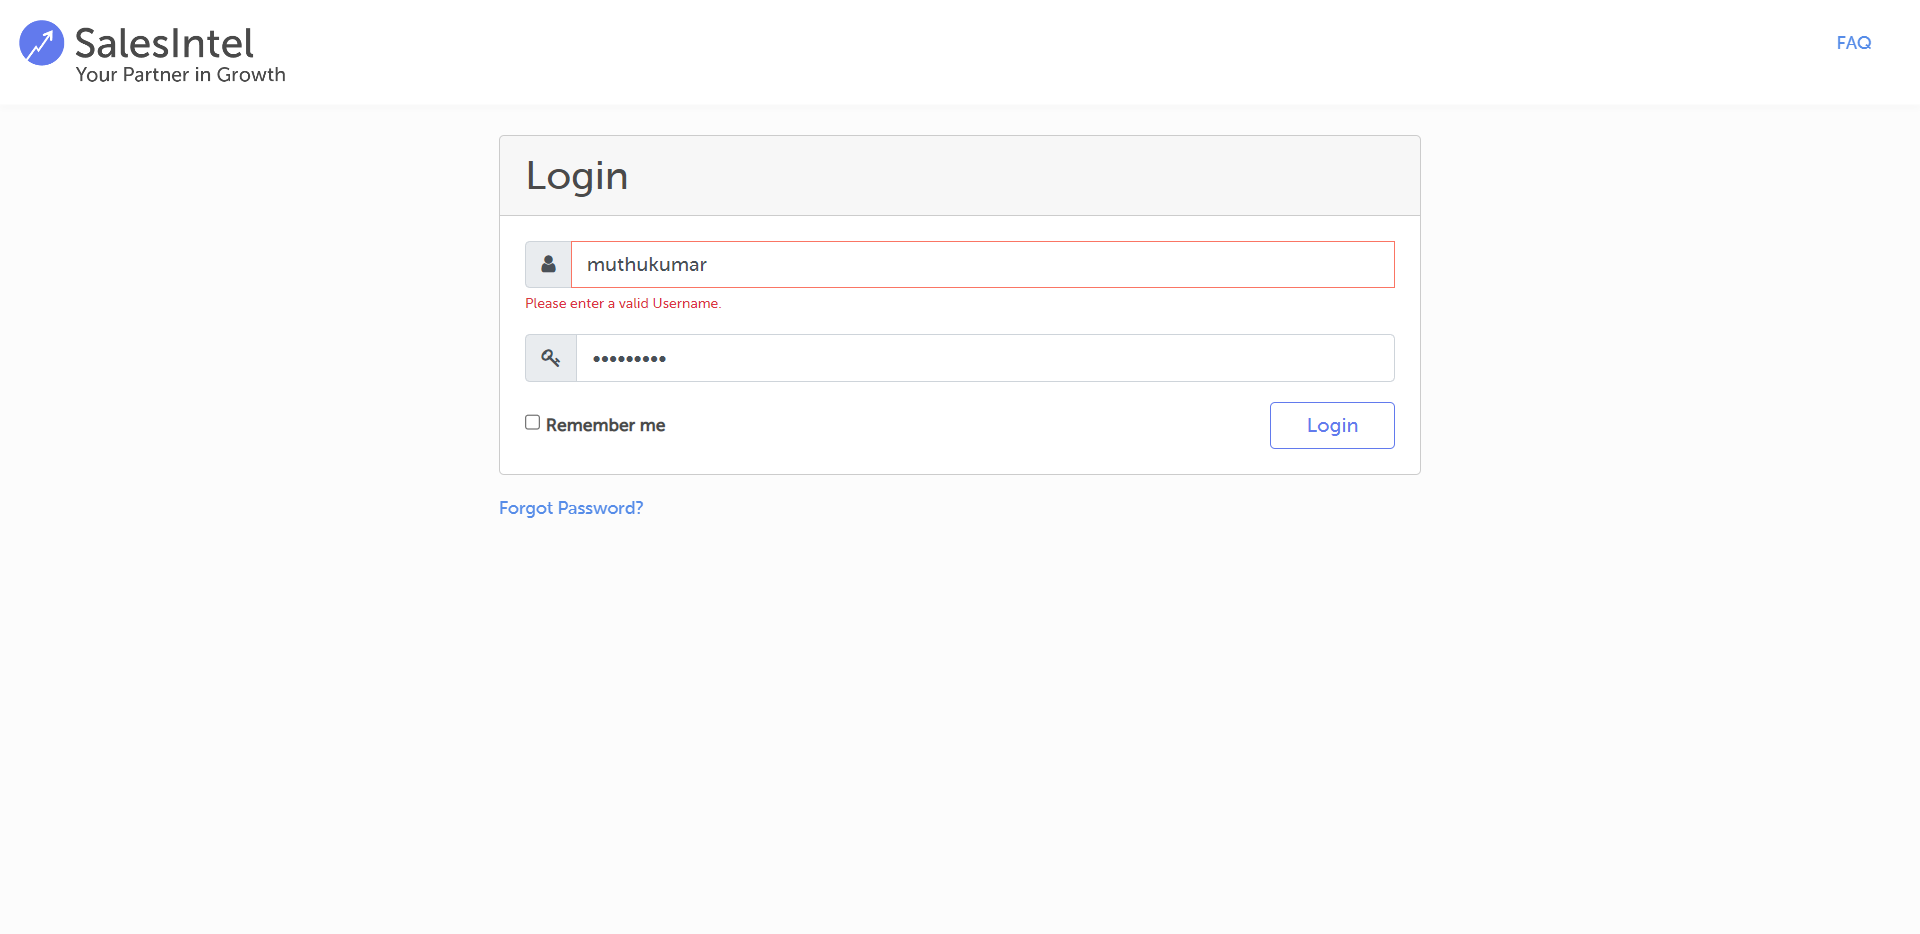 SalesIntel
Your Partner in Growth
FAQ
Login
muthukumar
Please enter a valid Username.
•••••••••
Remember me
Login
Forgot Password?